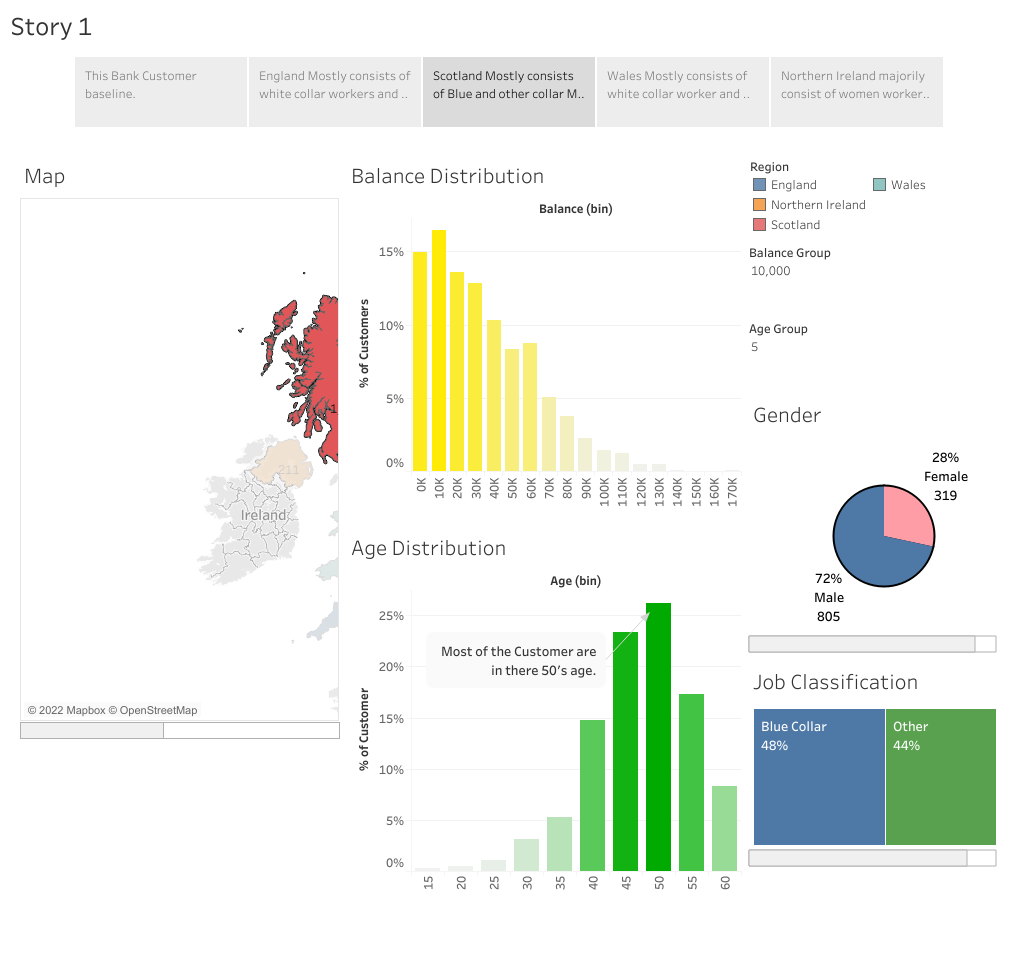 Story 1
This Bank Customer
baseline.
England Mostly consists of
white collar workers and ..
Scotland Mostly consists
of Blue and other collar M..
Wales Mostly consists of
white collar worker and ..
Northern Ireland majorily
consist of women worker..
Map
211
Ireland
© 2022 Mapbox © OpenStreetMap
Balance Distribution
Balance (bin)
% of Customers
15%
10%
5%
0%
0K
10K
20K
30K
40K
50K
60K
70K
80K
90K
100K
110K
120K
130K
140K
150K
160K
170K
Age Distribution
Age (bin)
% of Customer
25%
20%
15%
10%
5%
0%
Most of the Customer are
in there 50's age.
15
20
25
30
35
40
45
50
55
60
Region
England
Wales
Northern Ireland
Scotland
Balance Group
10,000
Age Group
5
Gender
28%
Female
319
72%
Male
805
Job Classification
Blue Collar
48%
Other
44%